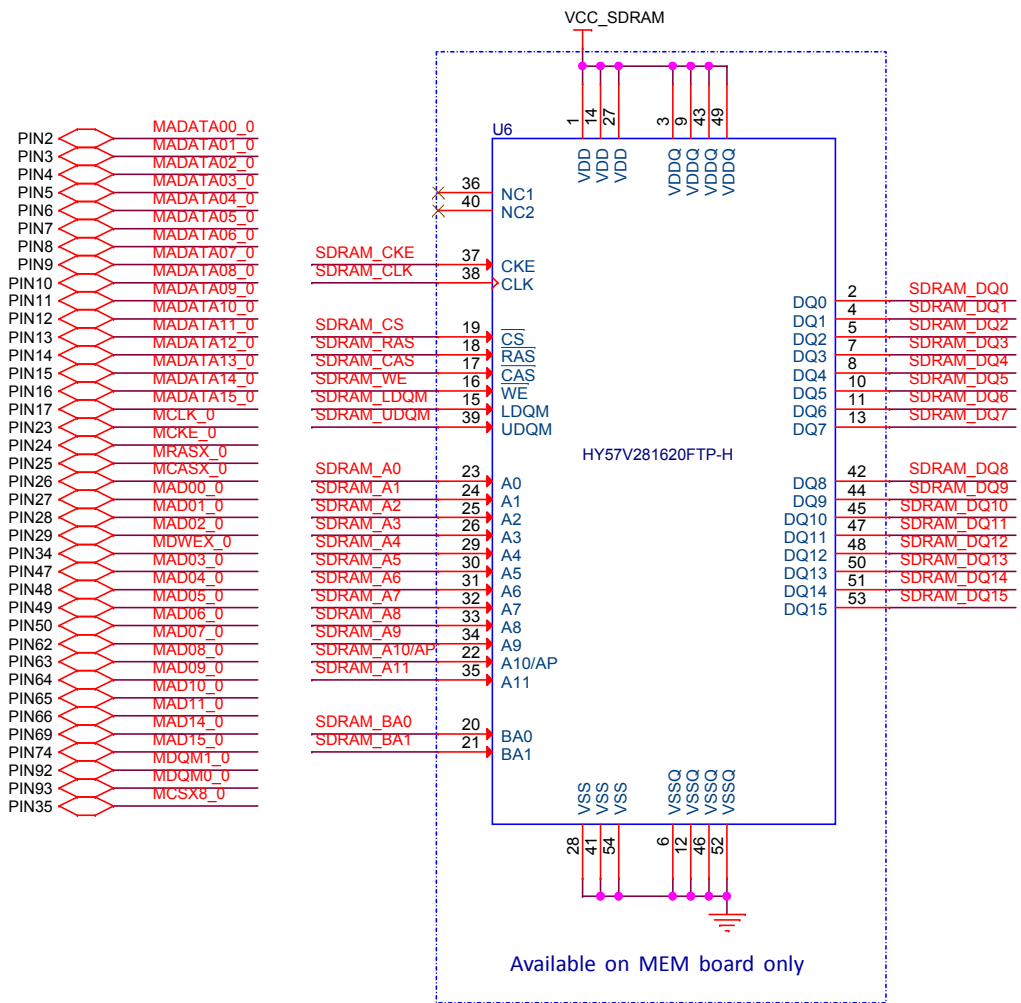 VCC_SDRAM
U6
1 14 27 3 9 43 49
VDD VDD VDD VDDQ VDDQ VDDQ VDDQ
PIN2 MADATA00_0
PIN3 MADATA01_0
PIN4 MADATA02_0
PIN5 MADATA03_0
PIN6 MADATA04_0
PIN7 MADATA05_0
PIN8 MADATA06_0
PIN9 MADATA07_0
PIN10 MADATA08_0
PIN11 MADATA09_0
PIN12 MADATA10_0
PIN13 MADATA11_0
PIN14 MADATA12_0
PIN15 MADATA13_0
PIN16 MADATA14_0
PIN17 MADATA15_0
PIN23 MCLK_0
PIN24 MCKE_0
PIN25 MRASX_0
PIN26 MCASX_0
PIN27 MAD00_0
PIN28 MAD01_0
PIN29 MAD02_0
PIN34 MDWEX_0
PIN47 MAD03_0
PIN48 MAD04_0
PIN49 MAD05_0
PIN50 MAD06_0
PIN62 MAD07_0
PIN63 MAD08_0
PIN64 MAD09_0
PIN65 MAD10_0
PIN66 MAD11_0
PIN69 MAD14_0
PIN74 MAD15_0
PIN92 MDQM1_0
PIN93 MDQM0_0
PIN35 MCSX8_0
36 NC1
40 NC2
SDRAM_CKE 37 CKE
SDRAM_CLK 38 CLK
SDRAM_CS 19 CS
SDRAM_RAS 18 RAS
SDRAM_CAS 17 CAS
SDRAM_WE 16 WE
SDRAM_LDQM 15 LDQM
SDRAM_UDQM 39 UDQM
HY57V281620FTP-H
SDRAM_A0 23 A0
SDRAM_A1 24 A1
SDRAM_A2 25 A2
SDRAM_A3 26 A3
SDRAM_A4 29 A4
SDRAM_A5 30 A5
SDRAM_A6 31 A6
SDRAM_A7 32 A7
SDRAM_A8 33 A8
SDRAM_A9 34 A9
SDRAM_A10/AP 22 A10/AP
SDRAM_A11 35 A11
SDRAM_BA0 20 BA0
SDRAM_BA1 21 BA1
DQ0 2 SDRAM_DQ0
DQ1 4 SDRAM_DQ1
DQ2 5 SDRAM_DQ2
DQ3 7 SDRAM_DQ3
DQ4 8 SDRAM_DQ4
DQ5 10 SDRAM_DQ5
DQ6 11 SDRAM_DQ6
DQ7 13 SDRAM_DQ7
DQ8 42 SDRAM_DQ8
DQ9 44 SDRAM_DQ9
DQ10 45 SDRAM_DQ10
DQ11 47 SDRAM_DQ11
DQ12 48 SDRAM_DQ12
DQ13 50 SDRAM_DQ13
DQ14 51 SDRAM_DQ14
DQ15 53 SDRAM_DQ15
VSS VSS VSS VSSQ VSSQ VSSQ VSSQ
28 41 54 6 12 46 52
Available on MEM board only